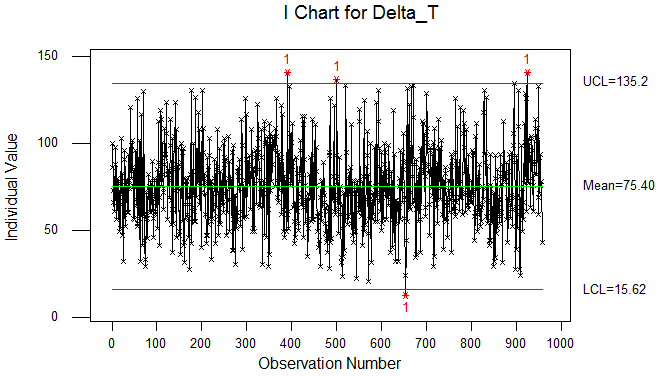 I Chart for Delta_T
1
1
1
150
UCL=135.2
100
Individual Value
Mean=75.40
50
LCL=15.62
1
0
0 100 200 300 400 500 600 700 800 900 1000
Observation Number